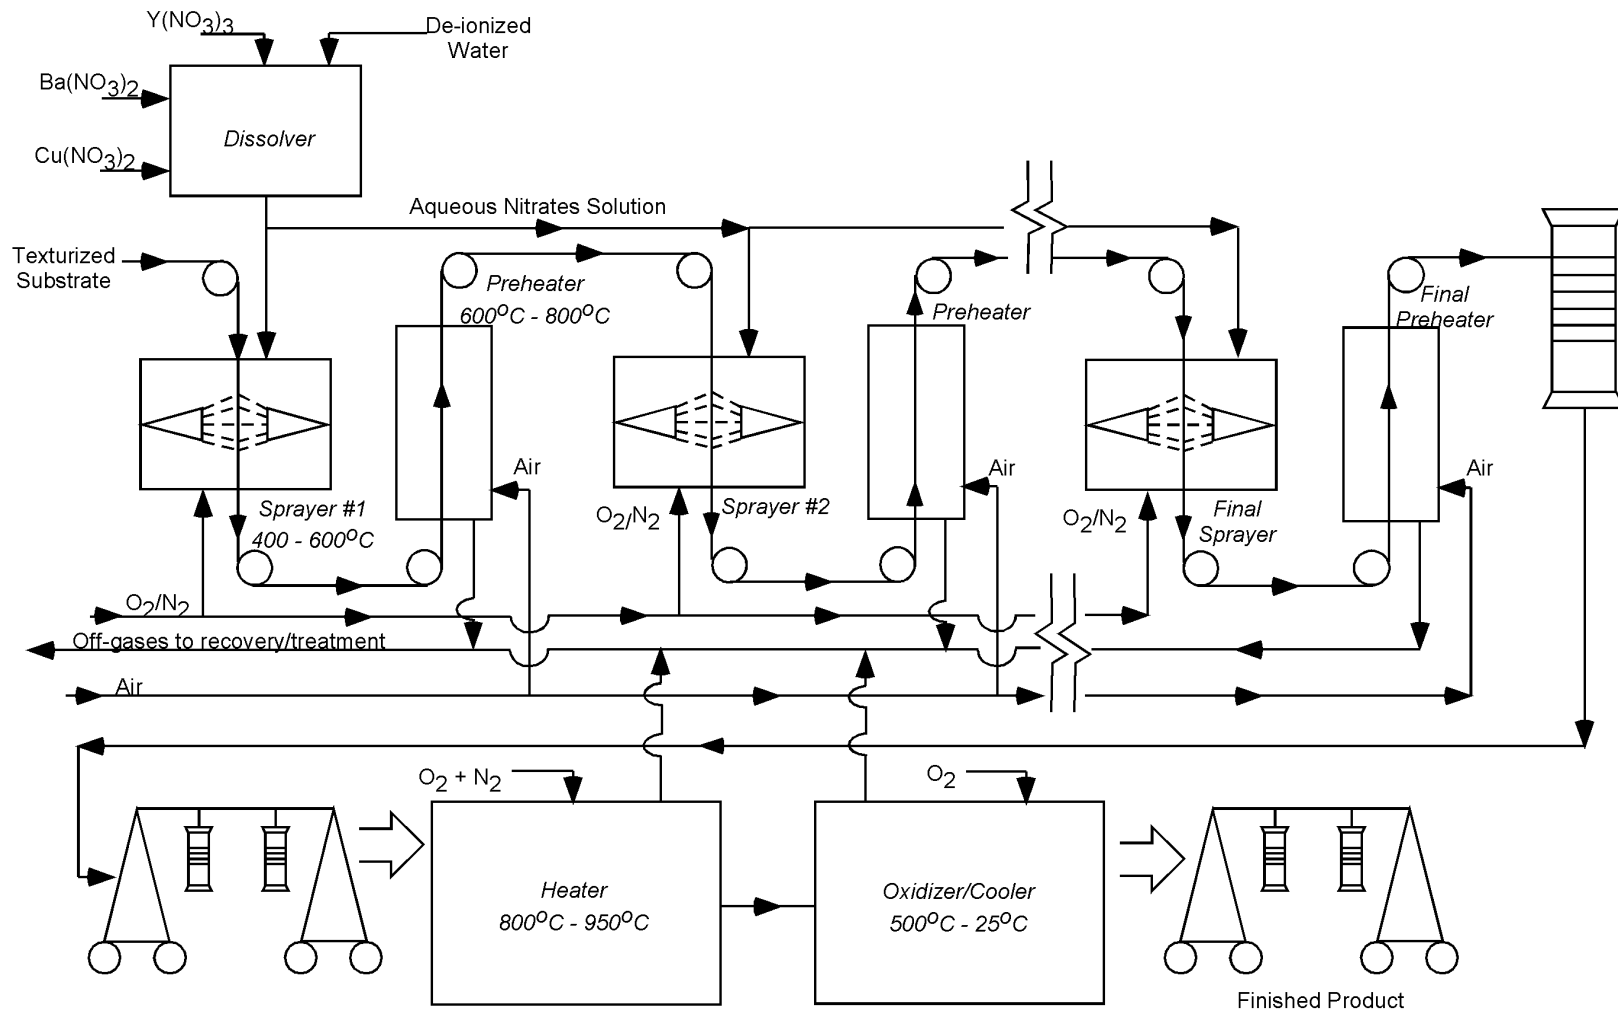 Y(NO3)3
De-ionized
Water
Ba(NO3)2
Dissolver
Cu(NO3)2
Aqueous Nitrates Solution
Texturized
Substrate
Preheater
600oC - 800oC
Preheater
Final
Preheater
Air
Air
Air
Sprayer #1
400 - 600oC
O2/N2
Sprayer #2
O2/N2
Final
Sprayer
O2/N2
Off-gases to recovery/treatment
Air
O2 + N2
O2
Heater
800oC - 950oC
Oxidizer/Cooler
500oC - 25oC
Finished Product